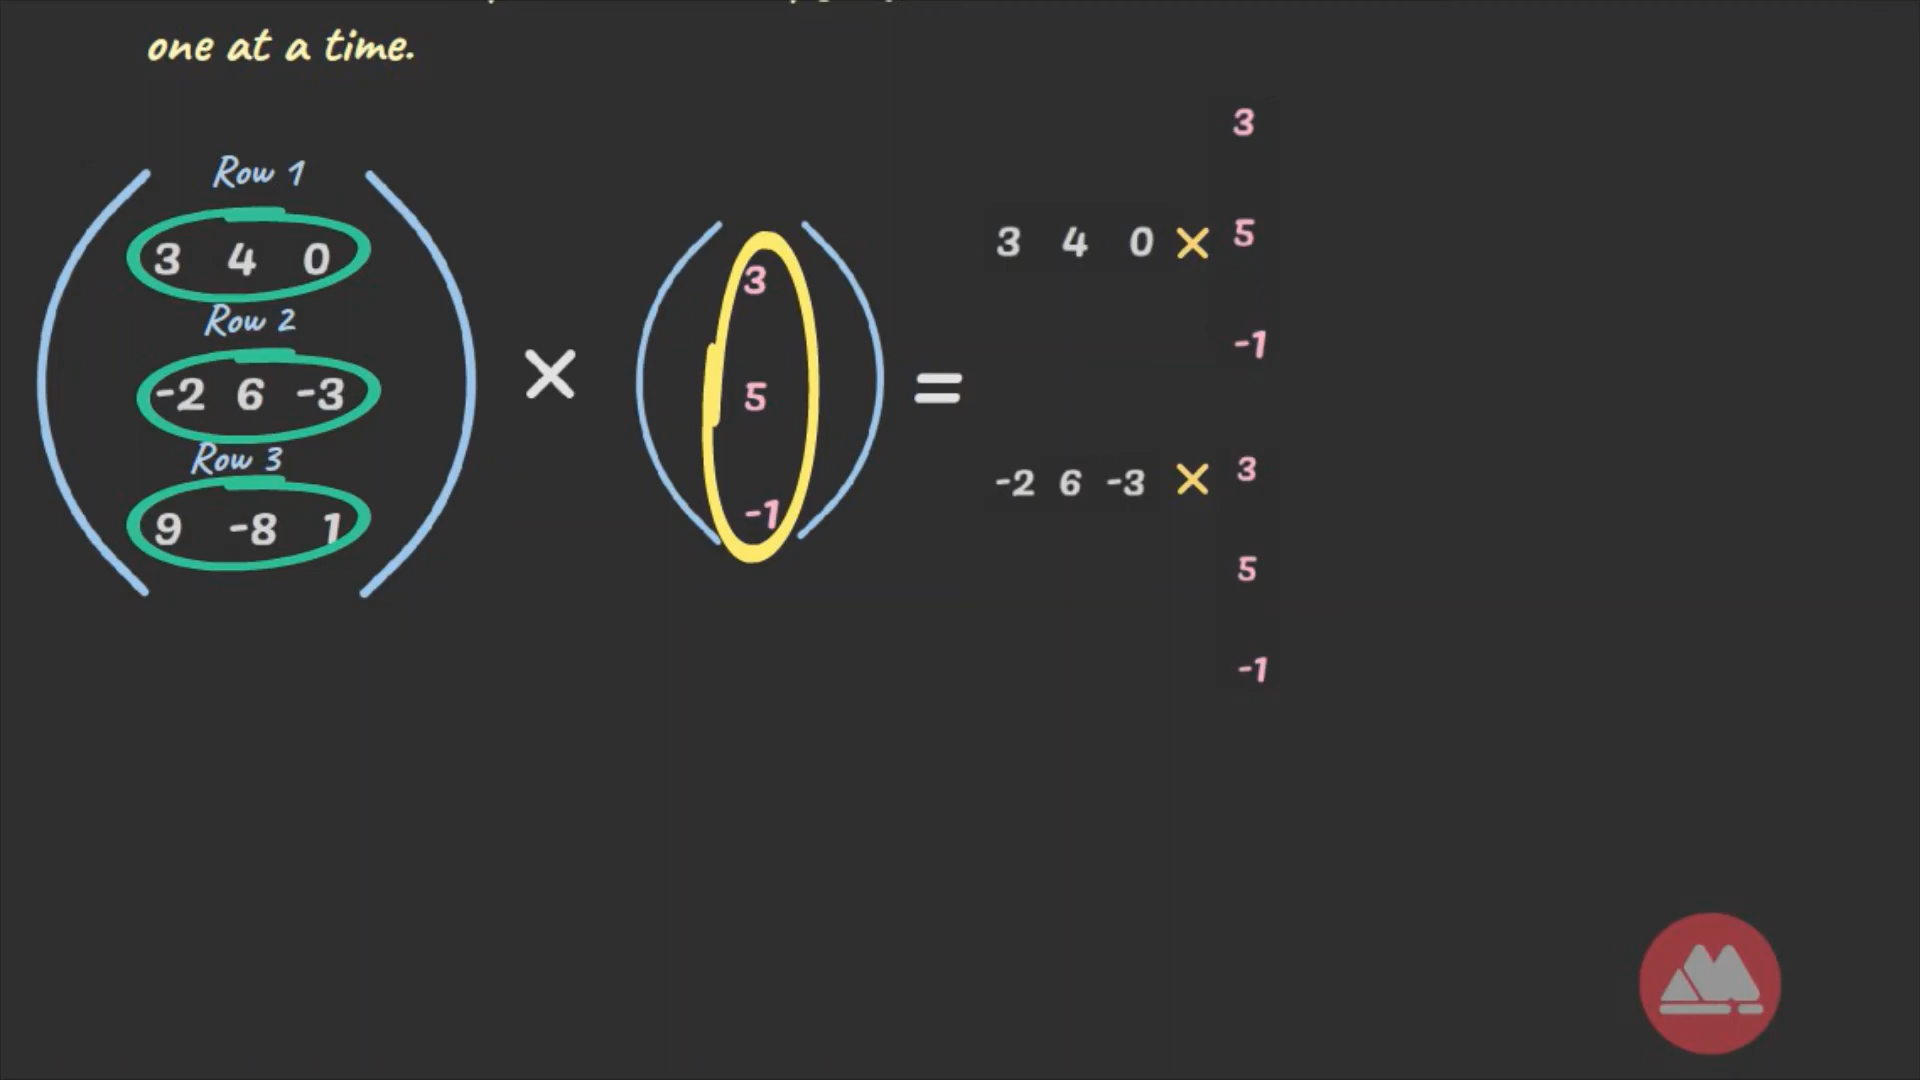 one at a time.
Row 1
3 4 0
Row 2
-2 6 -3
Row 3
9 -8 1
×
3
5
-1
=
3 4 0 ×
3
5
-1
-2 6 -3 ×
3
5
-1